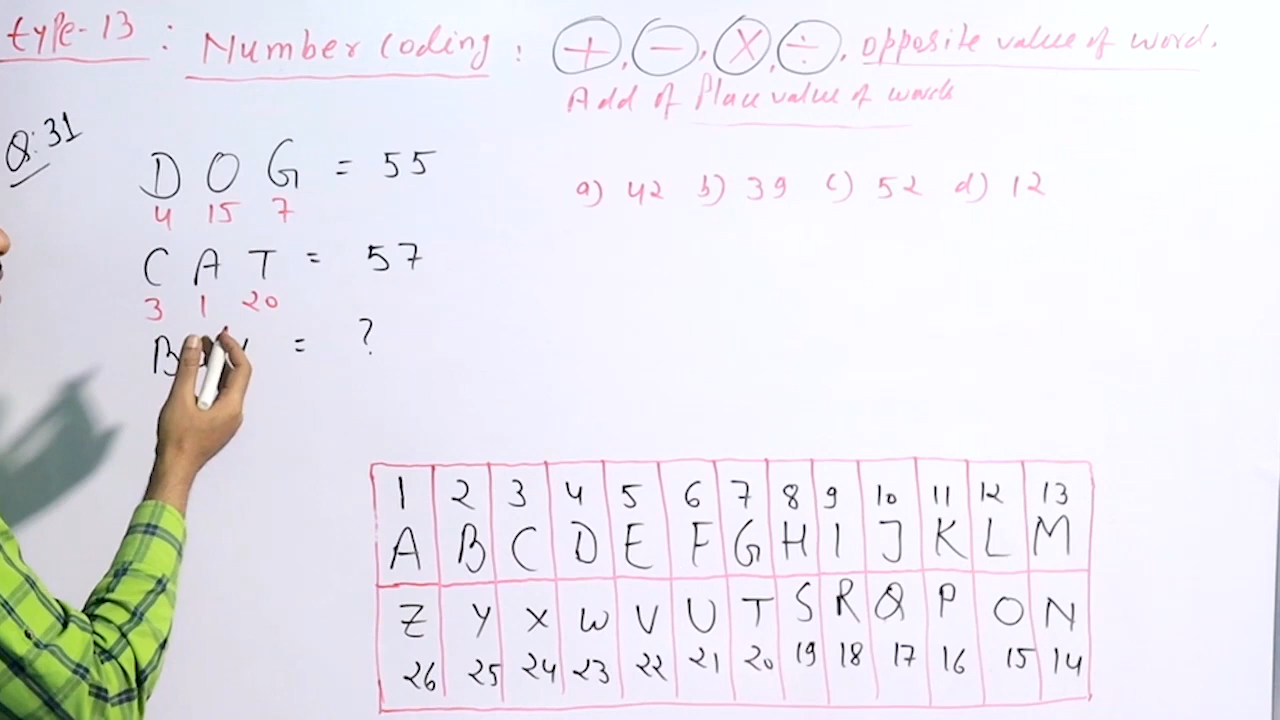 type-13 : Number coding : +, -, ×, ÷, opposite value of word,
Add of Place value of words
Q:31
DOG = 55
4 15 7
a) 42 b) 39 c) 52 d) 12
CAT = 57
3 1 20
B = ?
1 2 3 4 5 6 7 8 9 10 11 12 13
A B C D E F G H I J K L M
Z Y X W V U T S R Q P O N
26 25 24 23 22 21 20 19 18 17 16 15 14